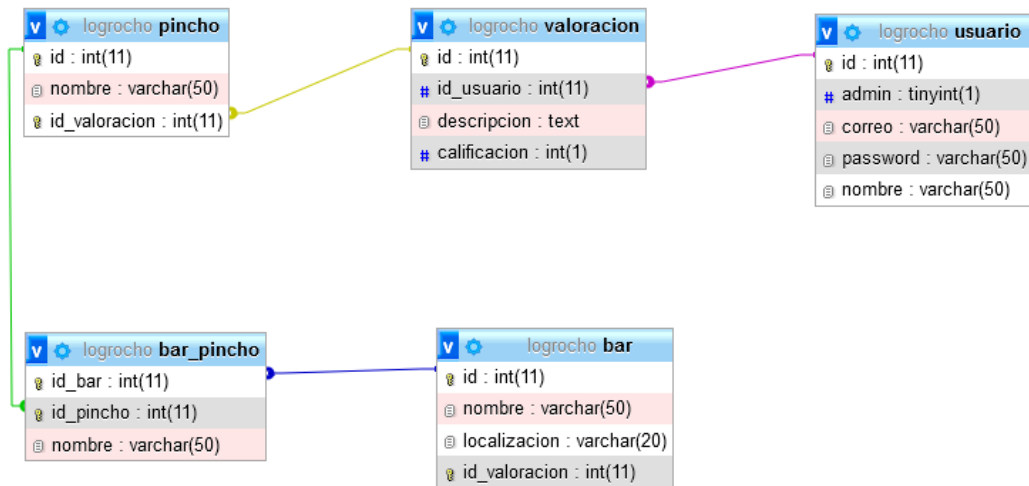 v logrocho pincho
id : int(11)
nombre : varchar(50)
id_valoracion : int(11)
v logrocho valoracion
id : int(11)
# id_usuario : int(11)
descripcion : text
# calificacion : int(1)
v logrocho usuario
id : int(11)
# admin : tinyint(1)
correo : varchar(50)
password : varchar(50)
nombre : varchar(50)
v logrocho bar_pincho
id_bar : int(11)
id_pincho : int(11)
nombre : varchar(50)
v logrocho bar
id : int(11)
nombre : varchar(50)
localizacion : varchar(20)
id_valoracion : int(11)